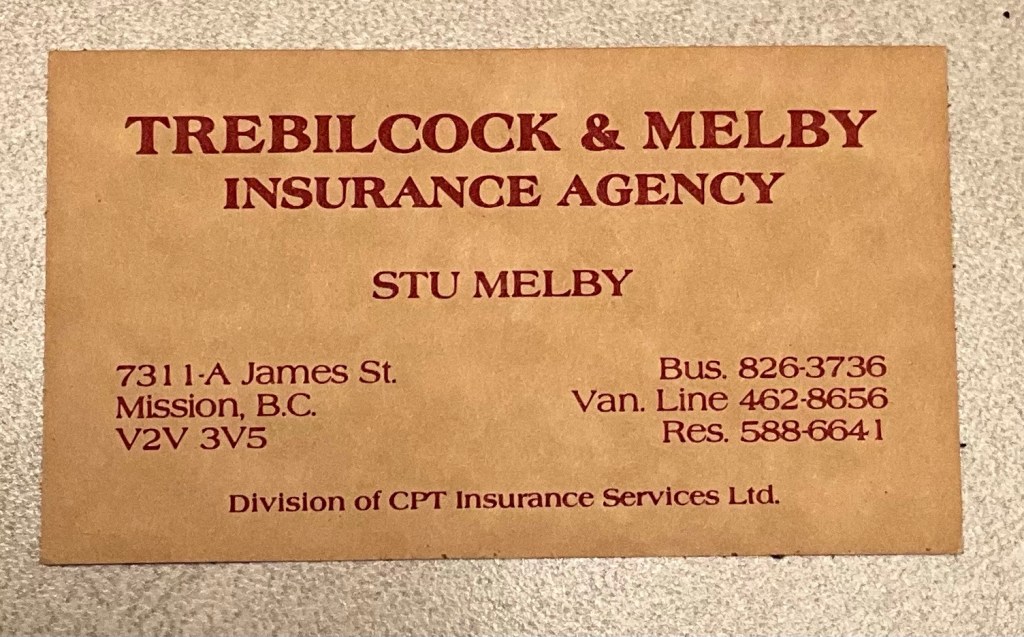 TREBILCOCK & MELBY
INSURANCE AGENCY
STU MELBY
7311-A James St.
Mission, B.C.
V2V 3V5
Bus. 826-3736
Van. Line 462-8656
Res. 588-6641
Division of CPT Insurance Services Ltd.